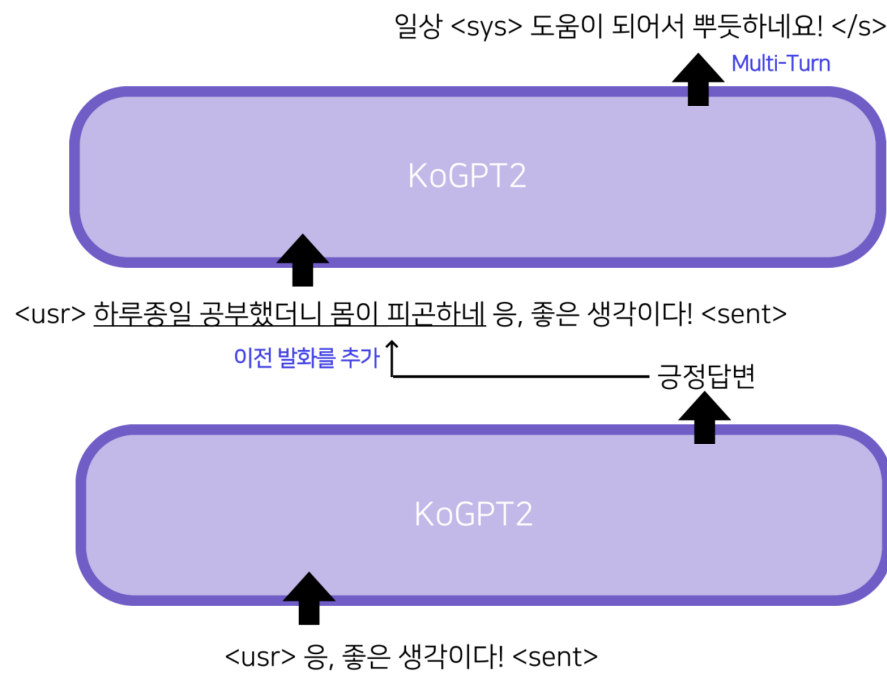 일상 <sys> 도움이 되어서 뿌듯하네요! </s>
Multi-Turn
KoGPT2
<usr> 하루종일 공부했더니 몸이 피곤하네 응, 좋은 생각이다! <sent>
이전 발화를 추가
긍정답변
KoGPT2
<usr> 응, 좋은 생각이다! <sent>